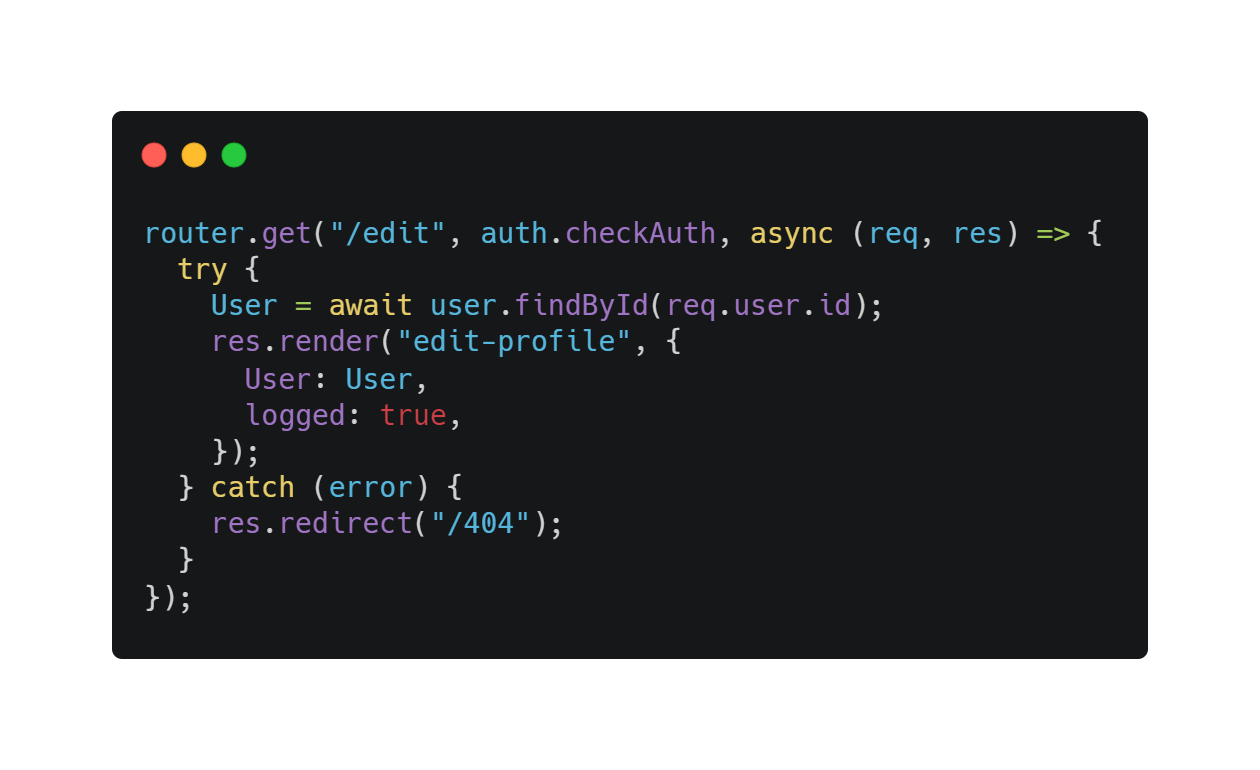 router.get("/edit", auth.checkAuth, async (req, res) => {
  try {
    User = await user.findById(req.user.id);
    res.render("edit-profile", {
      User: User,
      logged: true,
    });
  } catch (error) {
    res.redirect("/404");
  }
});